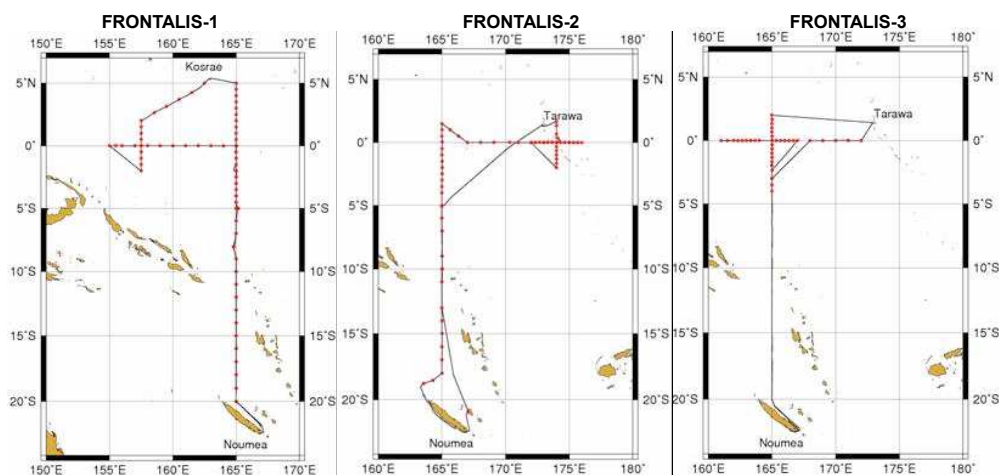 FRONTALIS-1
FRONTALIS-2
FRONTALIS-3
150˚E 155˚E 160˚E 165˚E 170˚E
160˚E 165˚E 170˚E 175˚E 180˚
160˚E 165˚E 170˚E 175˚E 180˚
Kosrae
5˚N 5˚N
5˚N 5˚N
5˚N 5˚N
Tarawa
Tarawa
0˚ 0˚
0˚ 0˚
0˚ 0˚
5˚S 5˚S
5˚S 5˚S
5˚S 5˚S
10˚S 10˚S
10˚S 10˚S
10˚S 10˚S
15˚S 15˚S
15˚S 15˚S
15˚S 15˚S
20˚S 20˚S
20˚S 20˚S
20˚S 20˚S
Noumea
Noumea
Noumea
150˚E 155˚E 160˚E 165˚E 170˚E
160˚E 165˚E 170˚E 175˚E 180˚
160˚E 165˚E 170˚E 175˚E 180˚